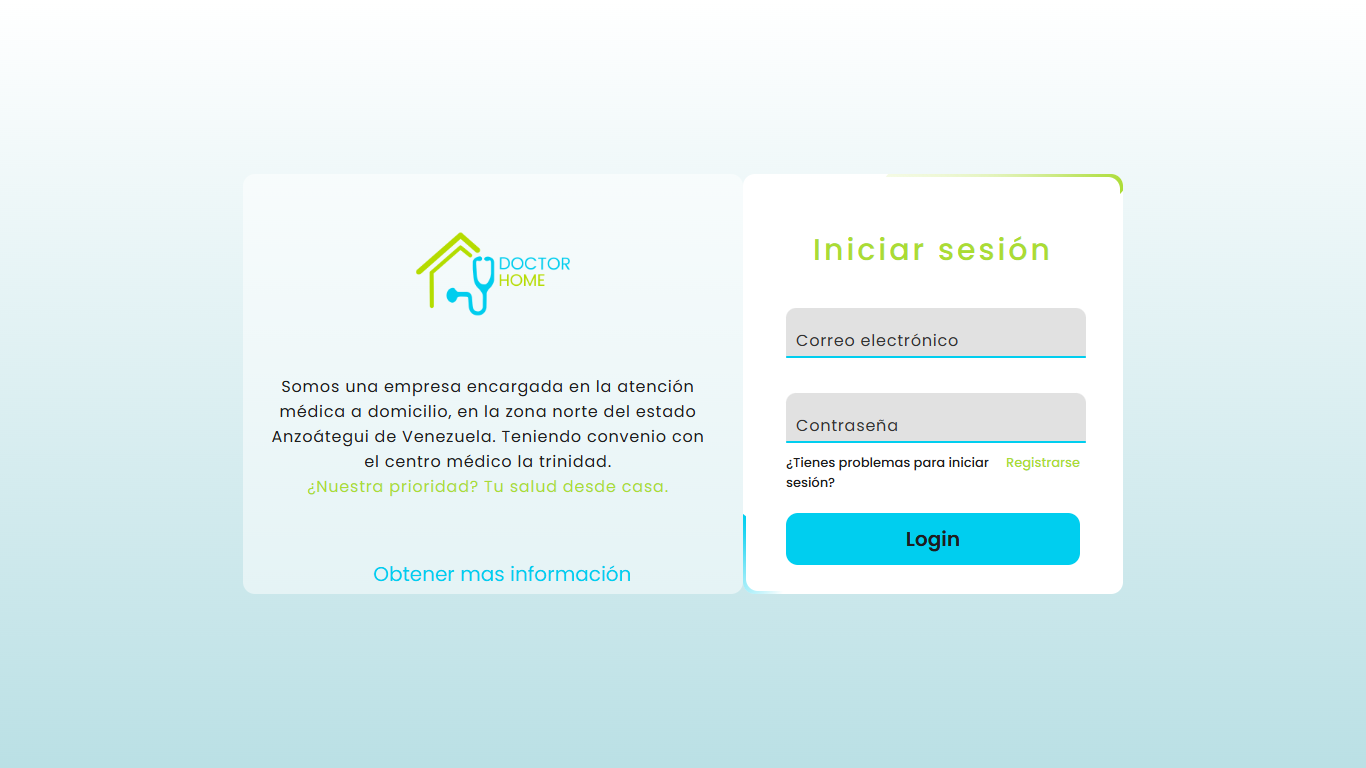 DOCTOR
HOME
Somos una empresa encargada en la atención
médica a domicilio, en la zona norte del estado
Anzoátegui de Venezuela. Teniendo convenio con
el centro médico la trinidad.
¿Nuestra prioridad? Tu salud desde casa.
Obtener mas información
Iniciar sesión
Correo electrónico
Contraseña
¿Tienes problemas para iniciar
sesión?
Registrarse
Login